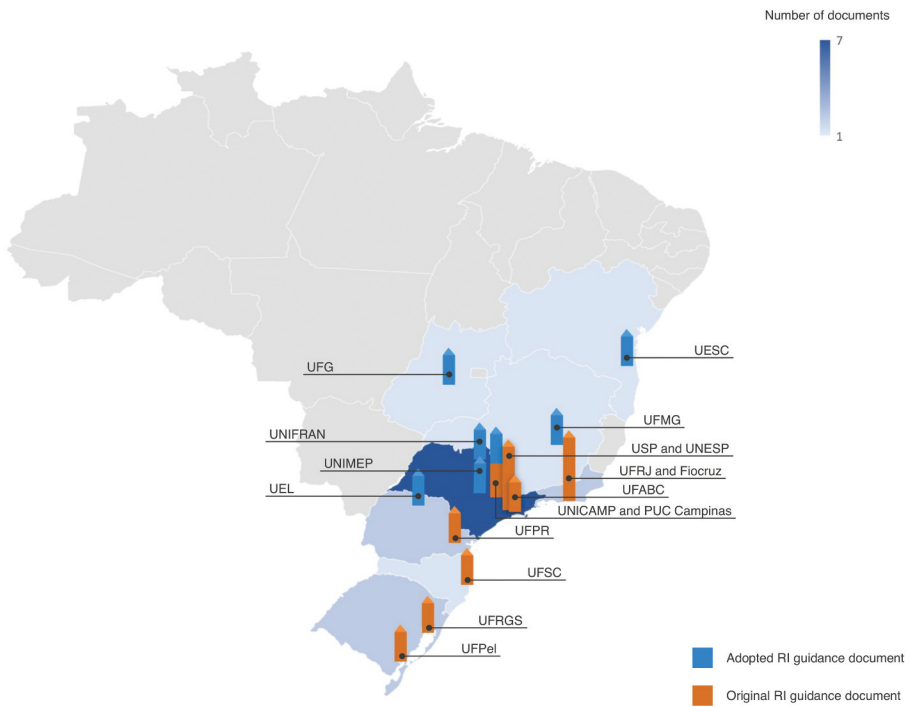 Number of documents
7
1
UESC
UFG
UFMG
UNIFRAN
USP and UNESP
UNIMEP
UFRJ and Fiocruz
UEL
UFABC
UNICAMP and PUC Campinas
UFPR
UFSC
UFRGS
UFPel
Adopted RI guidance document
Original RI guidance document